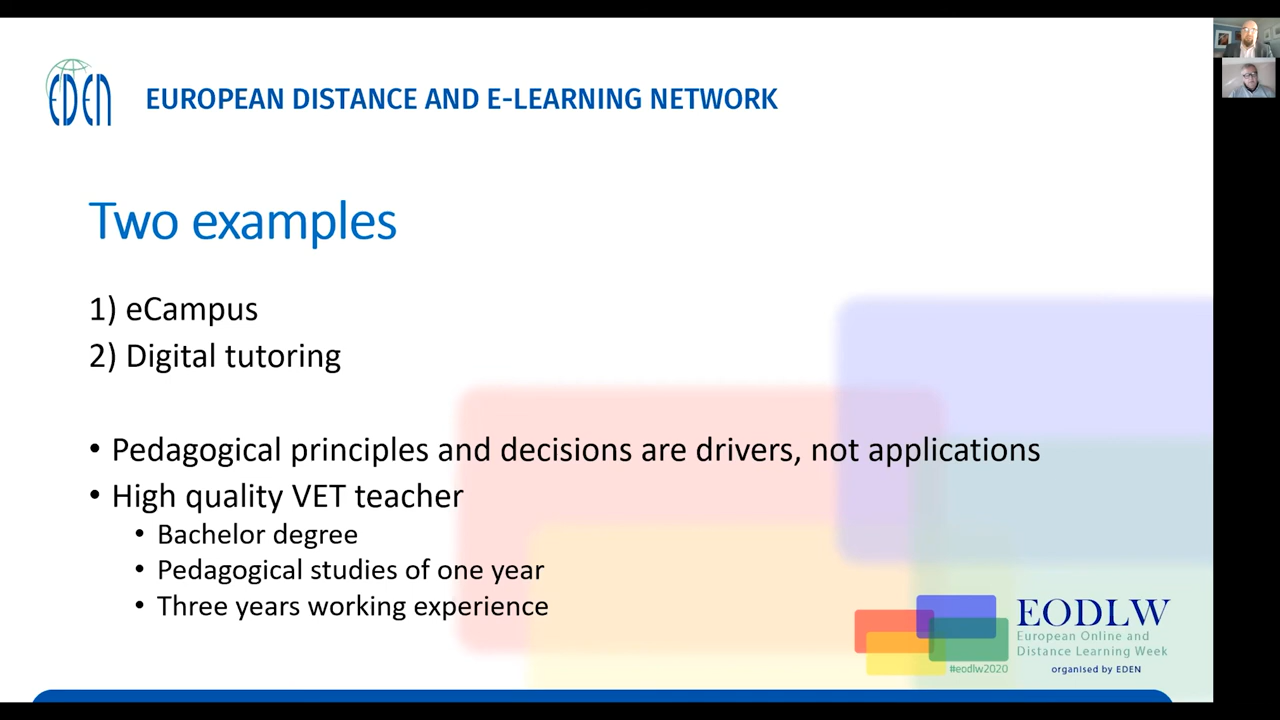 EDEN
EUROPEAN DISTANCE AND E-LEARNING NETWORK
Two examples
1) eCampus
2) Digital tutoring
• Pedagogical principles and decisions are drivers, not applications
• High quality VET teacher
• Bachelor degree
• Pedagogical studies of one year
• Three years working experience
EODLW
European Online and
Distance Learning Week
#eodlw2020
organised by EDEN